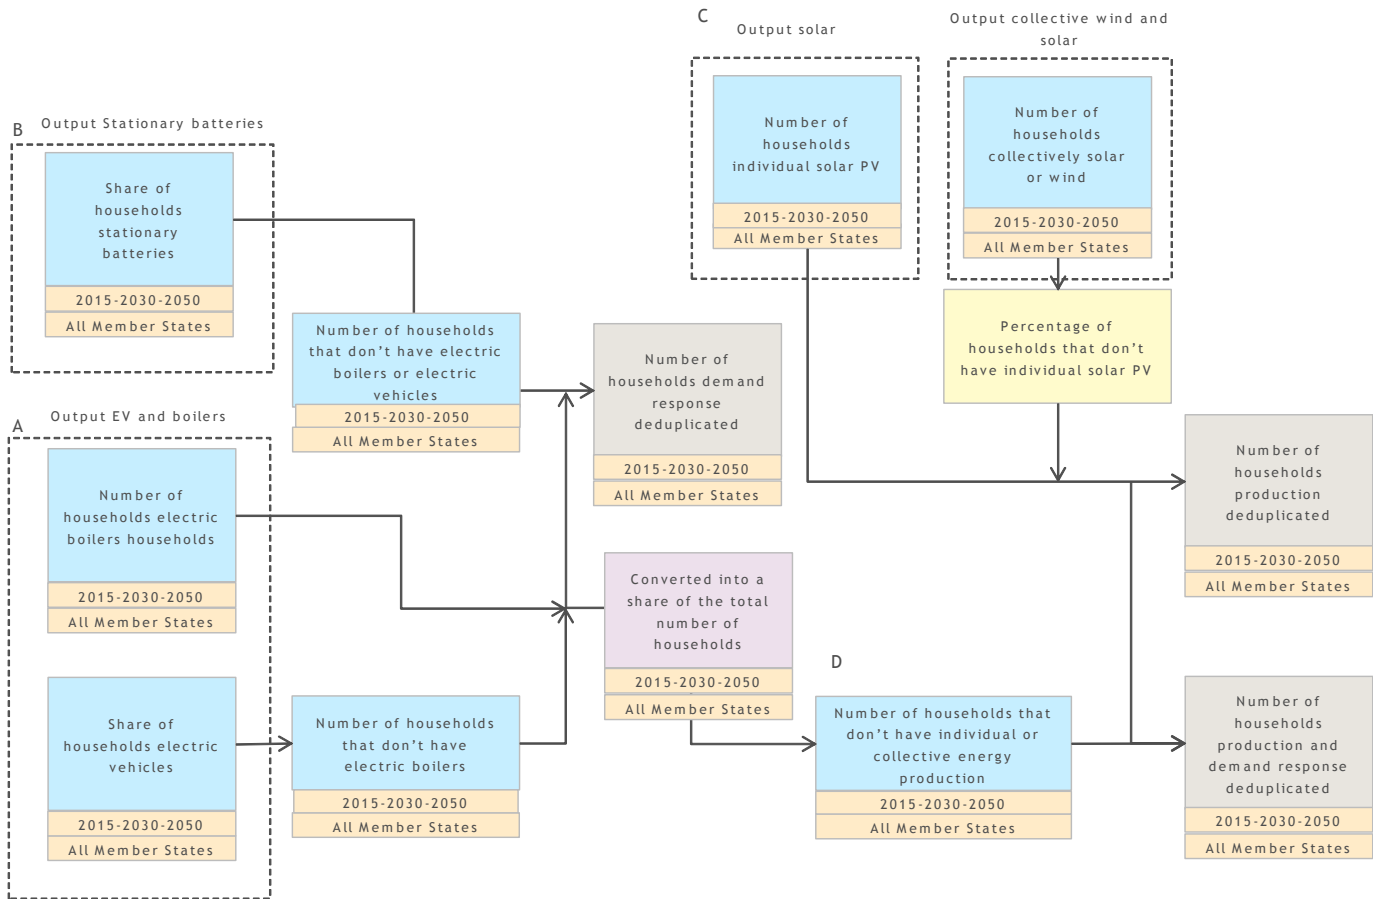 C
Output solar
Output collective wind and
solar
Number of
households
individual solar PV
2015-2030-2050
All Member States
Number of
households
collectively solar
or wind
2015-2030-2050
All Member States
B
Output Stationary batteries
Share of
households
stationary
batteries
2015-2030-2050
All Member States
Number of households
that don’t have electric
boilers or electric
vehicles
2015-2030-2050
All Member States
Number of
households demand
response
deduplicated
2015-2030-2050
All Member States
Percentage of
households that don’t
have individual solar PV
A
Output EV and boilers
Number of
households electric
boilers households
2015-2030-2050
All Member States
Number of
households
production
deduplicated
2015-2030-2050
All Member States
Converted into a
share of the total
number of
households
2015-2030-2050
All Member States
Share of
households electric
vehicles
2015-2030-2050
All Member States
Number of households
that don’t have
electric boilers
2015-2030-2050
All Member States
D
Number of households that
don’t have individual or
collective energy
production
2015-2030-2050
All Member States
Number of
households
production and
demand response
deduplicated
2015-2030-2050
All Member States